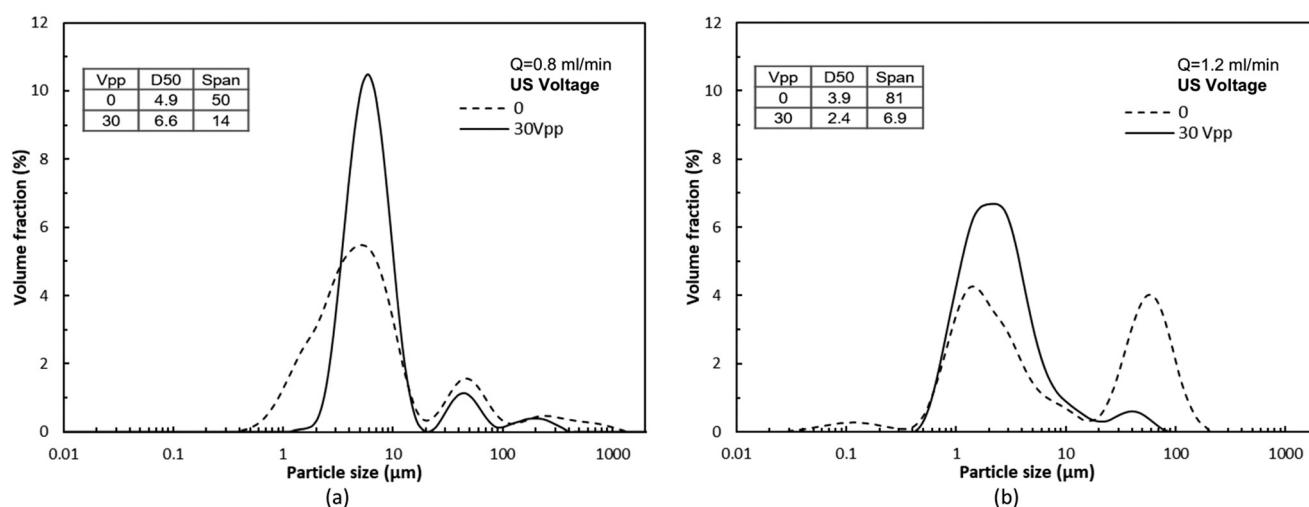 12
10
8
6
4
2
0
Volume fraction (%)
Vpp D50 Span
0 4.9 50
30 6.6 14
Q=0.8 ml/min
US Voltage
0
30Vpp
0.01 0.1 1 10 100 1000
Particle size (µm)
(a)
12
10
8
6
4
2
0
Volume fraction (%)
Vpp D50 Span
0 3.9 81
30 2.4 6.9
Q=1.2 ml/min
US Voltage
0
30 Vpp
0.01 0.1 1 10 100 1000
Particle size (µm)
(b)